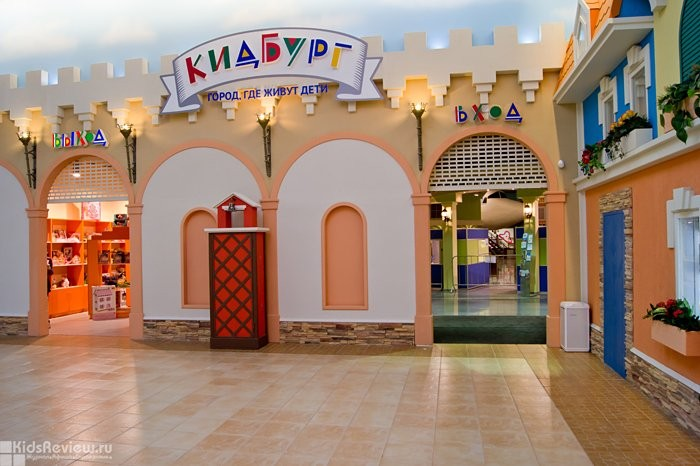 КИДБУРГ
ГОРОД, ГДЕ ЖИВУТ ДЕТИ
ВЫХОД
ВХОД
KidsReview.ru